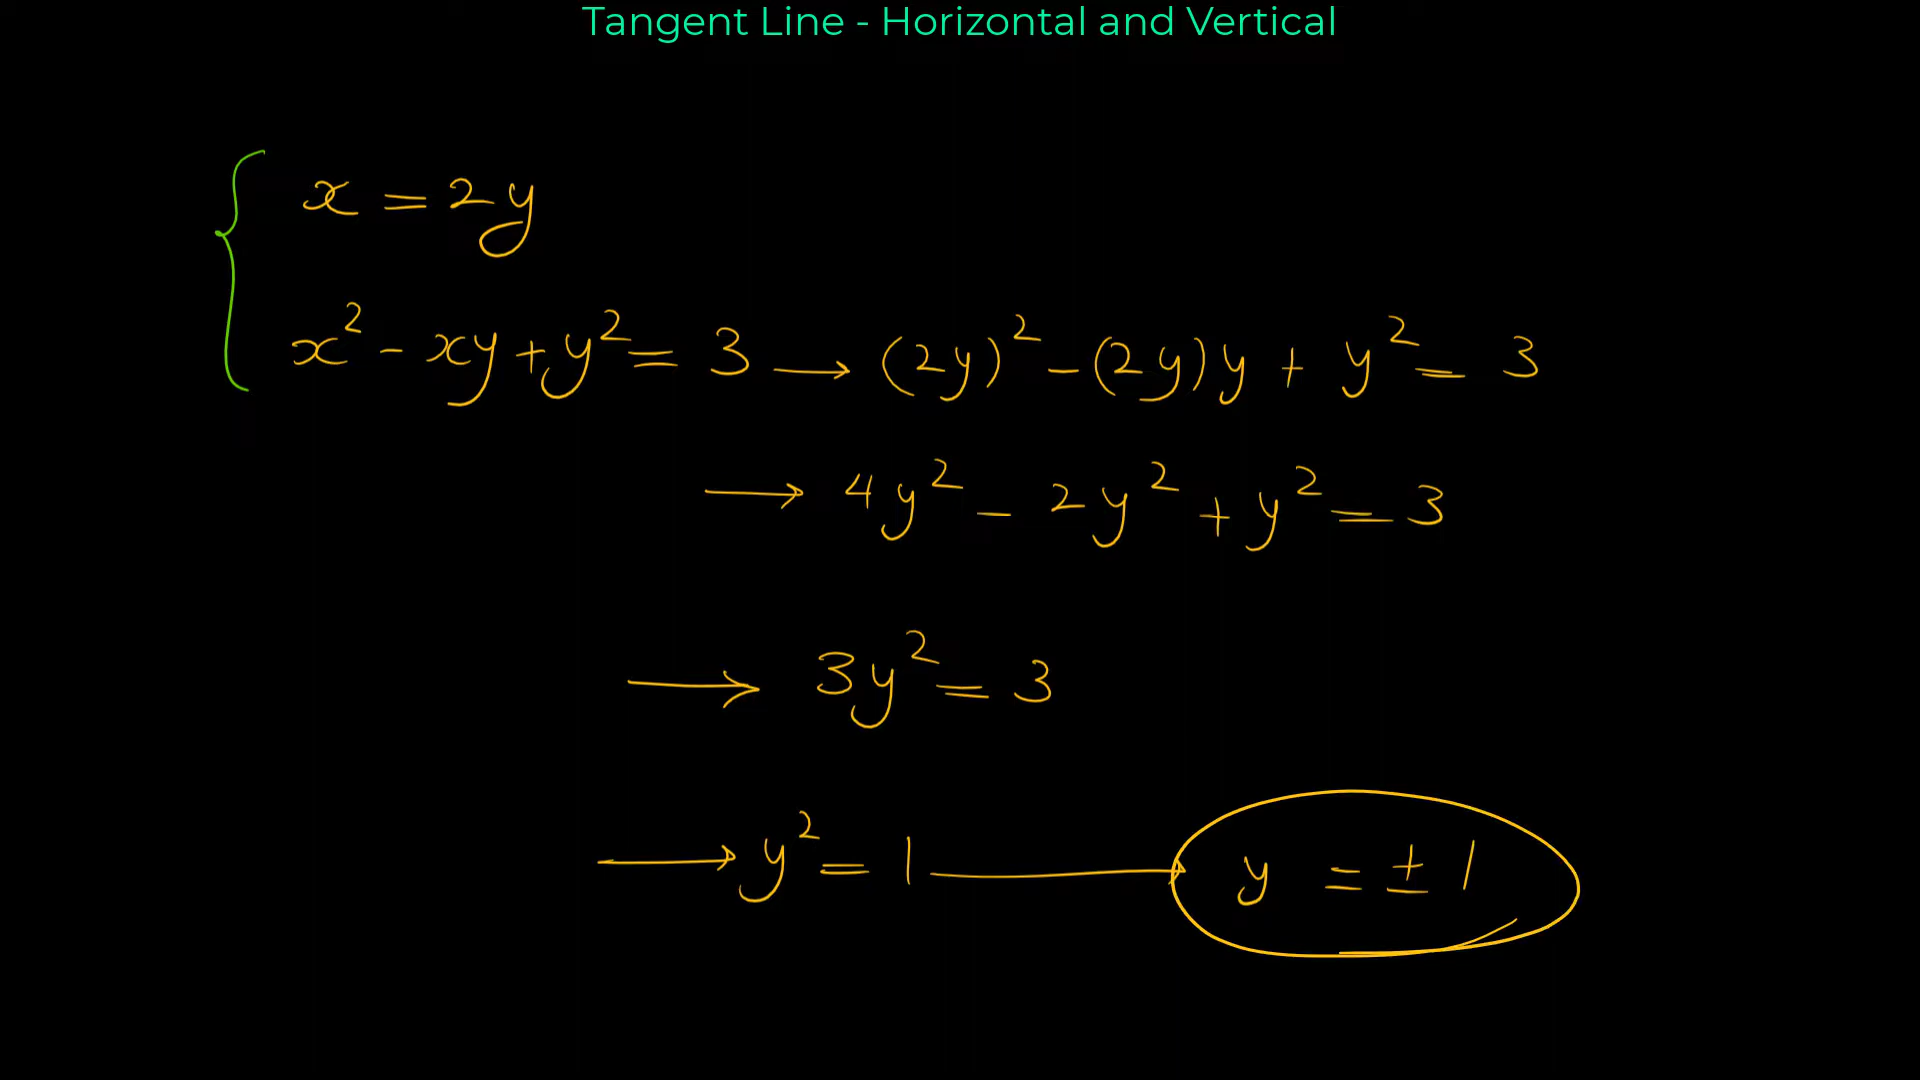 Tangent Line - Horizontal and Vertical
x = 2y
x² - xy + y² = 3 → (2y)² - (2y)y + y² = 3
→ 4y² - 2y² + y² = 3
→ 3y² = 3
→ y² = 1 → y = ± 1